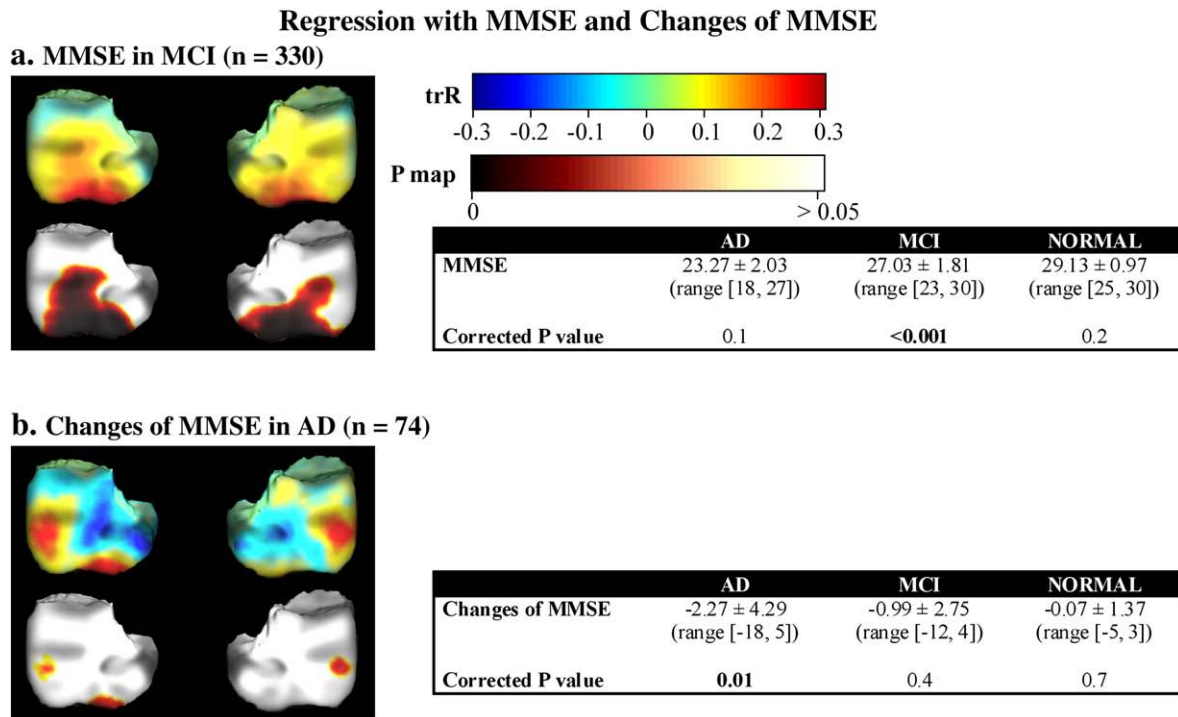 Regression with MMSE and Changes of MMSE
a. MMSE in MCI (n = 330)
trR
-0.3 -0.2 -0.1 0 0.1 0.2 0.3
P map
0 > 0.05
AD MCI NORMAL
MMSE 23.27 ± 2.03 27.03 ± 1.81 29.13 ± 0.97
(range [18, 27]) (range [23, 30]) (range [25, 30])
Corrected P value 0.1 <0.001 0.2
b. Changes of MMSE in AD (n = 74)
AD MCI NORMAL
Changes of MMSE -2.27 ± 4.29 -0.99 ± 2.75 -0.07 ± 1.37
(range [-18, 5]) (range [-12, 4]) (range [-5, 3])
Corrected P value 0.01 0.4 0.7